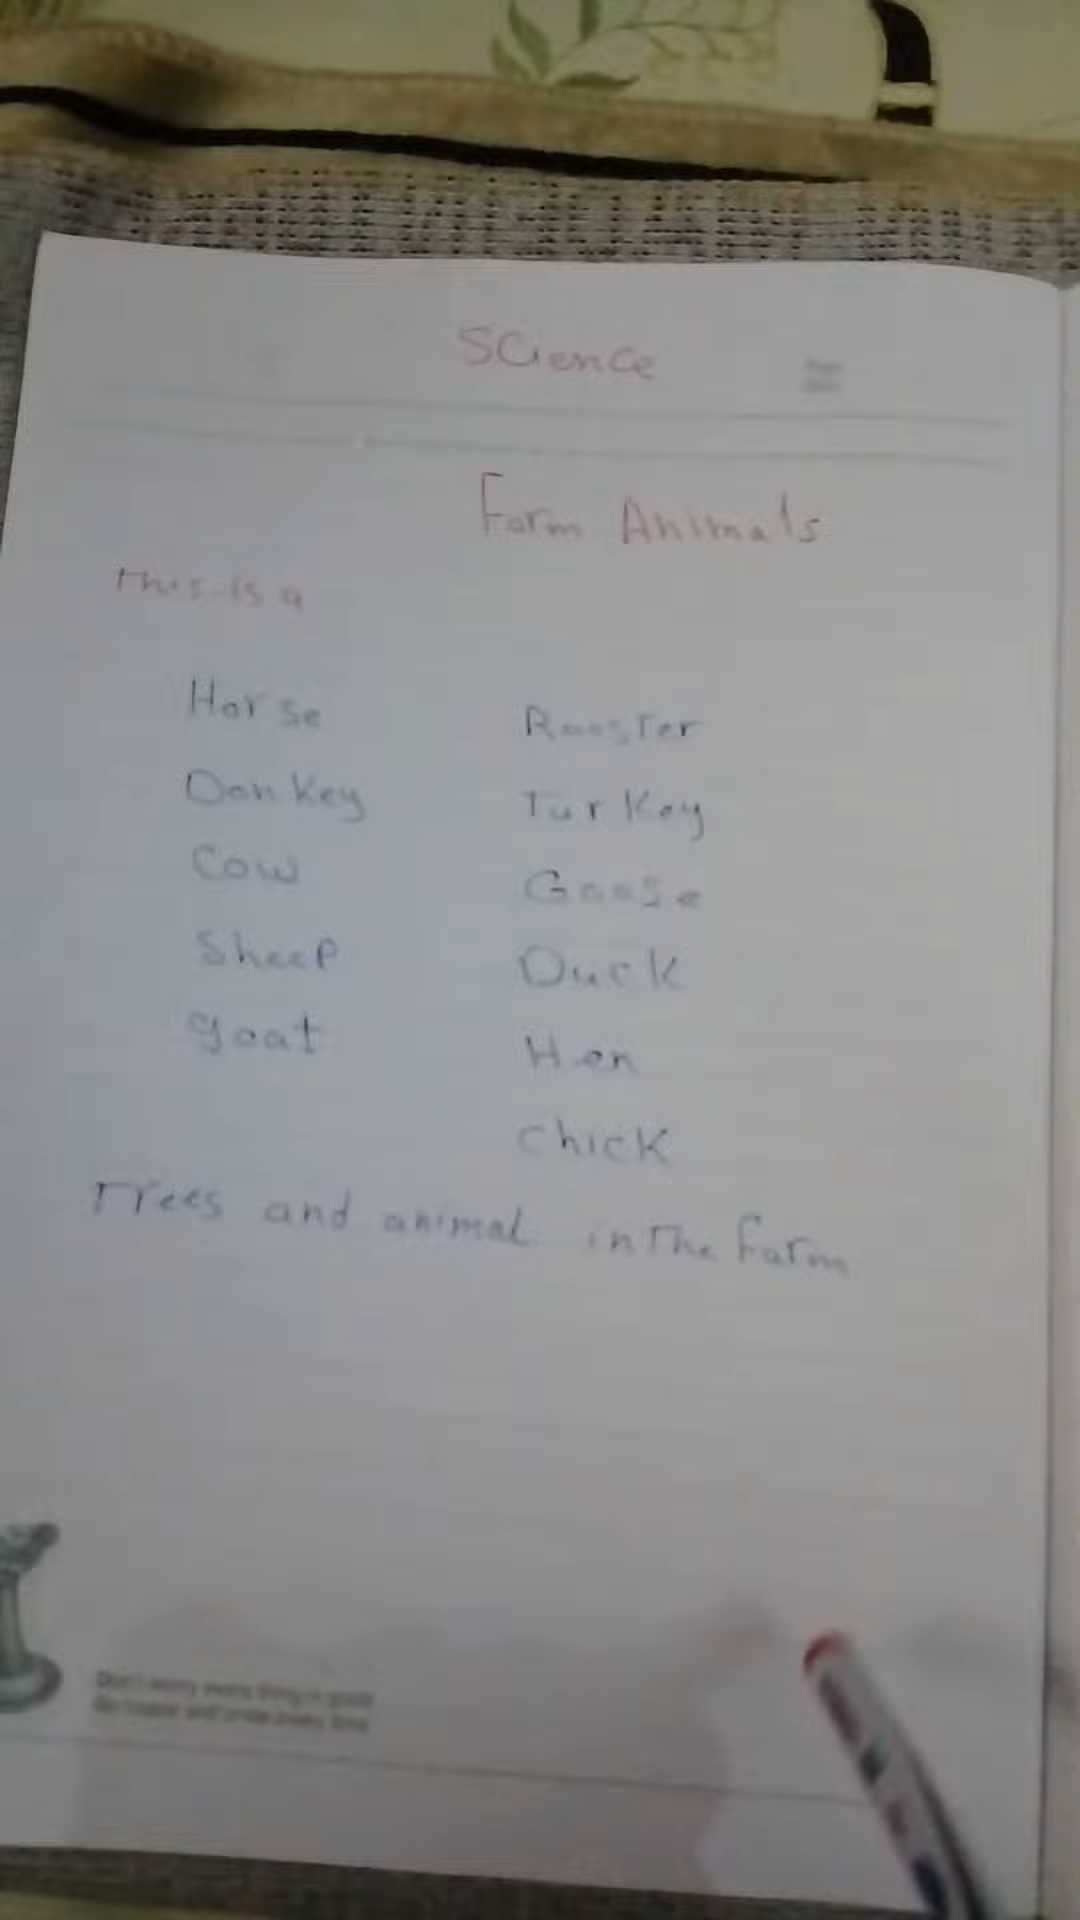 Science
Farm Animals
This is a
Horse
Donkey
Cow
Sheep
goat
Rooster
Turkey
Goose
Duck
Hen
chick
Trees and animal in The farm